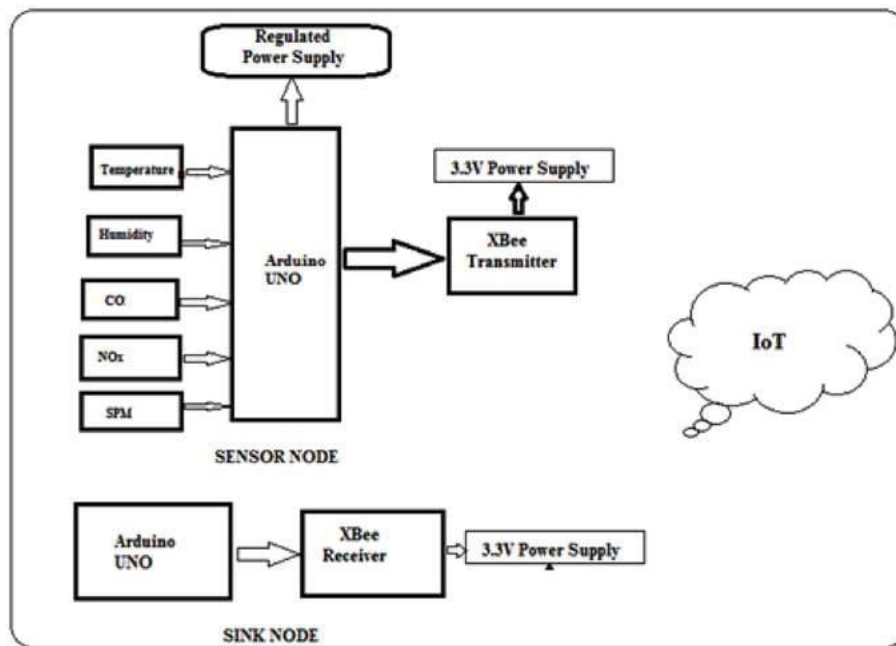 Regulated
Power Supply
Temperature
Humidity
CO
NOx
SPM
Arduino
UNO
3.3V Power Supply
XBee
Transmitter
IoT
SENSOR NODE
Arduino
UNO
XBee
Receiver
3.3V Power Supply
SINK NODE